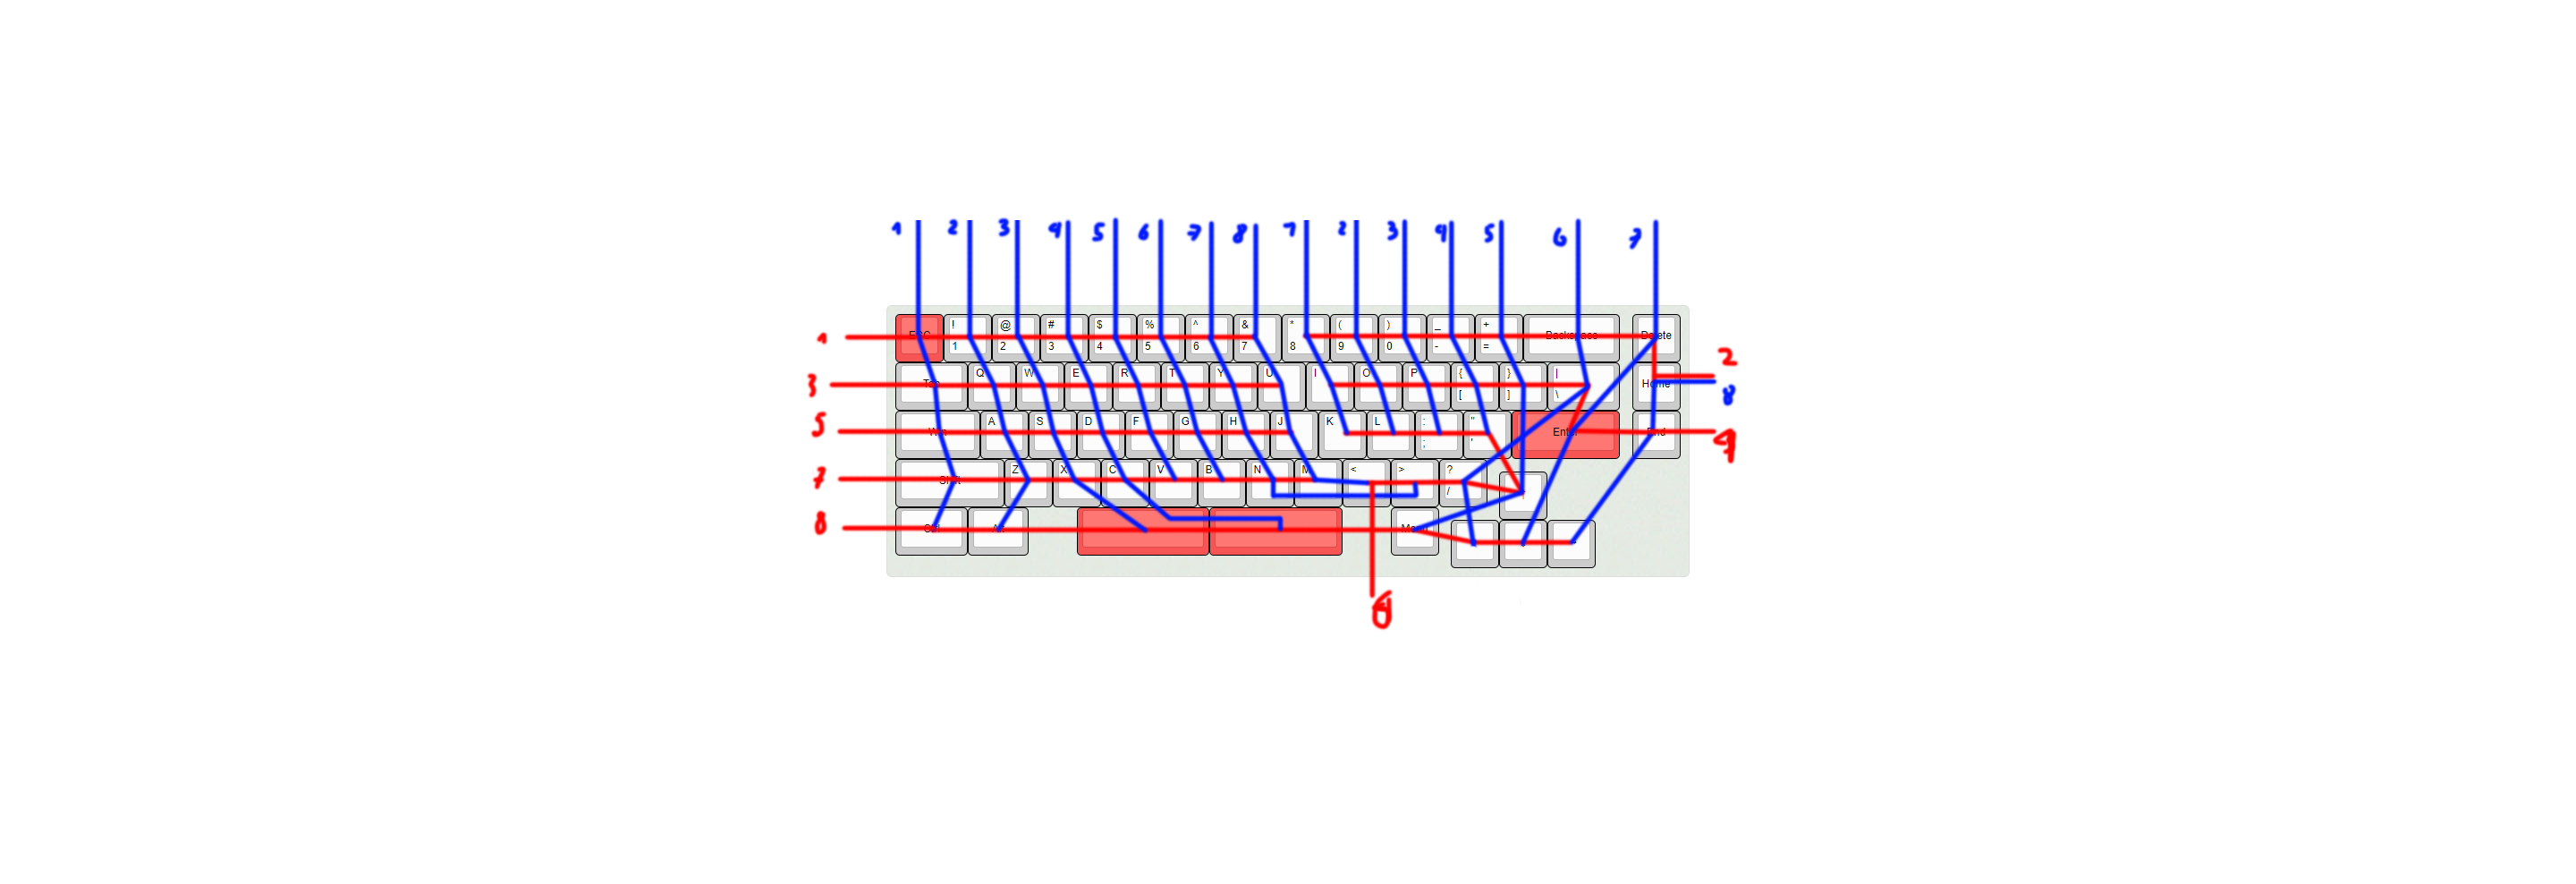 1 2 3 4 5 6 7 8 1 2 3 4 5 6 7
1 ESC ! 1 @ 2 # 3 $ 4 % 5 ^ 6 & 7 * 8 ( 9 ) 0 _ - + = Backspace Delete
2
3 Tab Q W E R T Y U I O P { [ } ] | \ Home
8
5 A S D F G H J K L : ; " ' Enter End
4
7 Shift Z X C V B N M < > ? /
8 Ctrl Menu
6